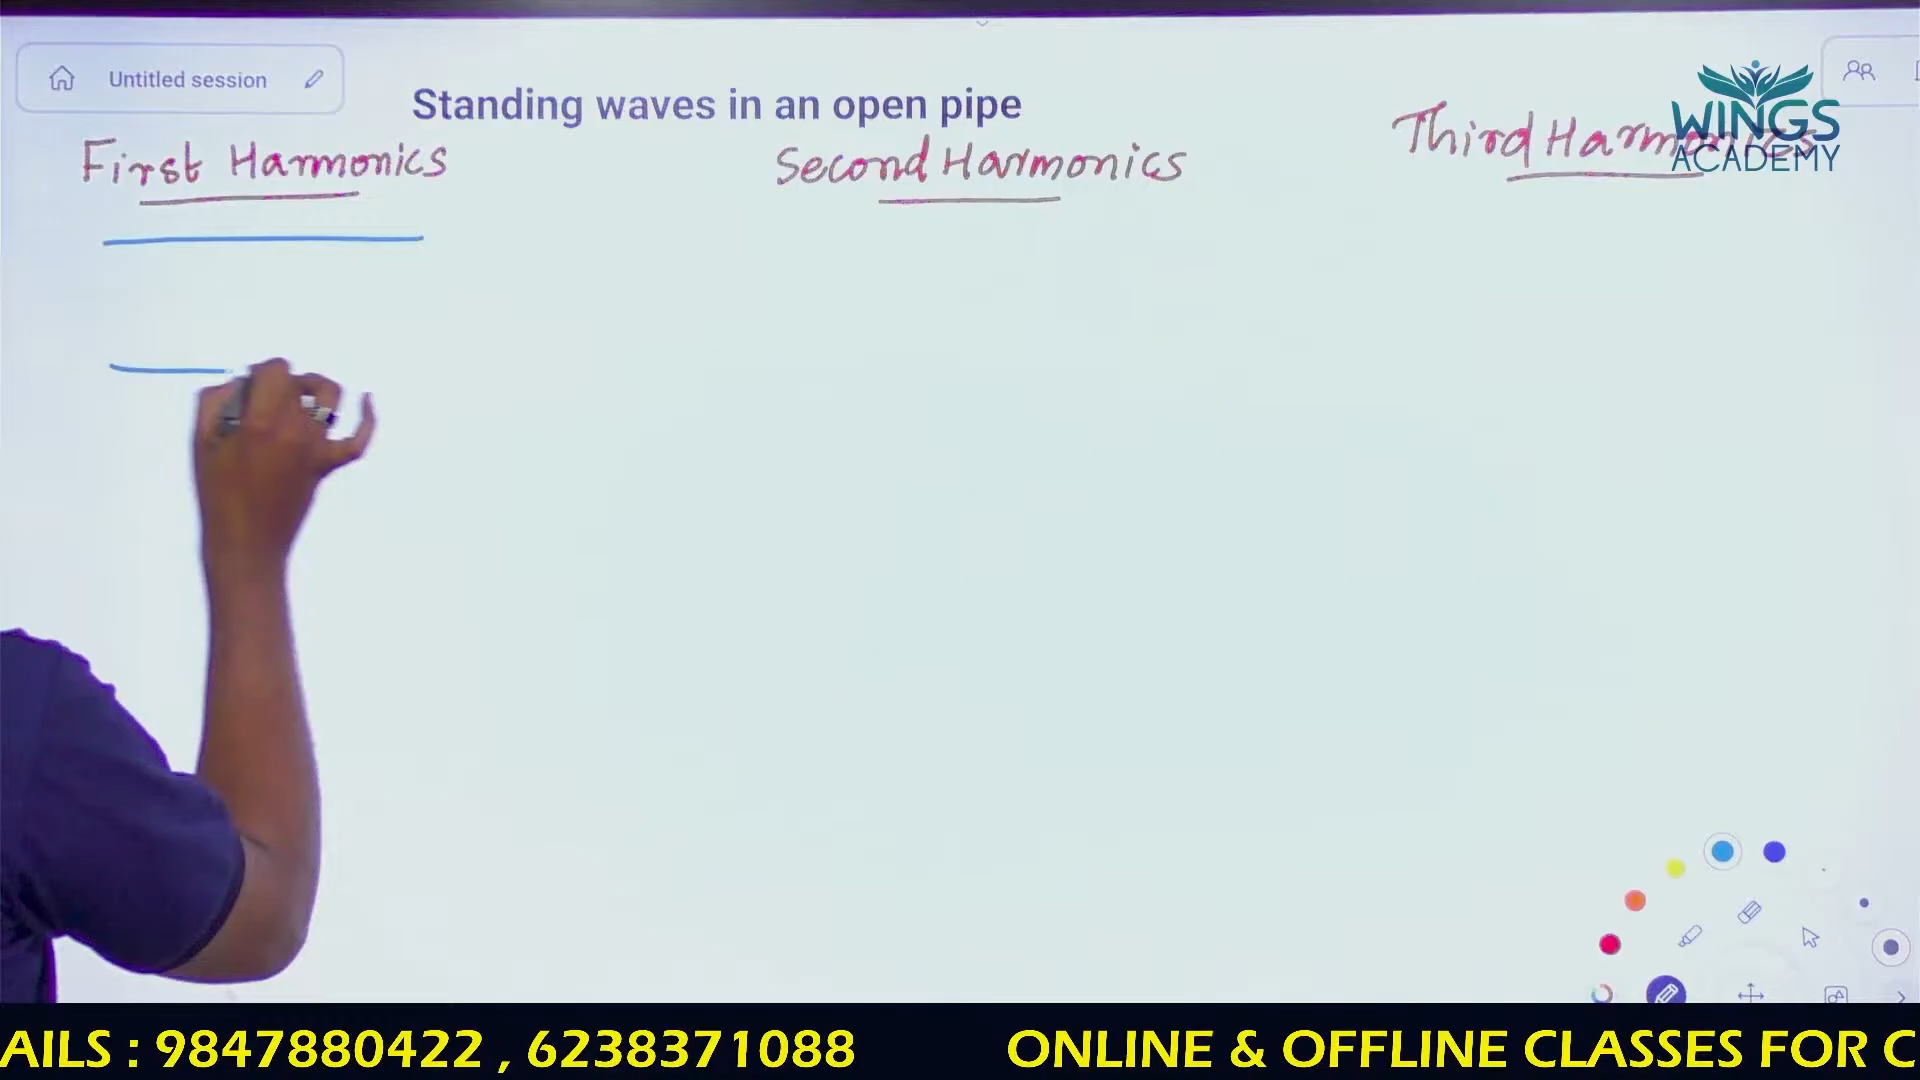 Untitled session
Standing waves in an open pipe
First Harmonics
Second Harmonics
Third Harmonics
WINGS
ACADEMY
AILS : 9847880422 , 6238371088 ONLINE & OFFLINE CLASSES FOR C